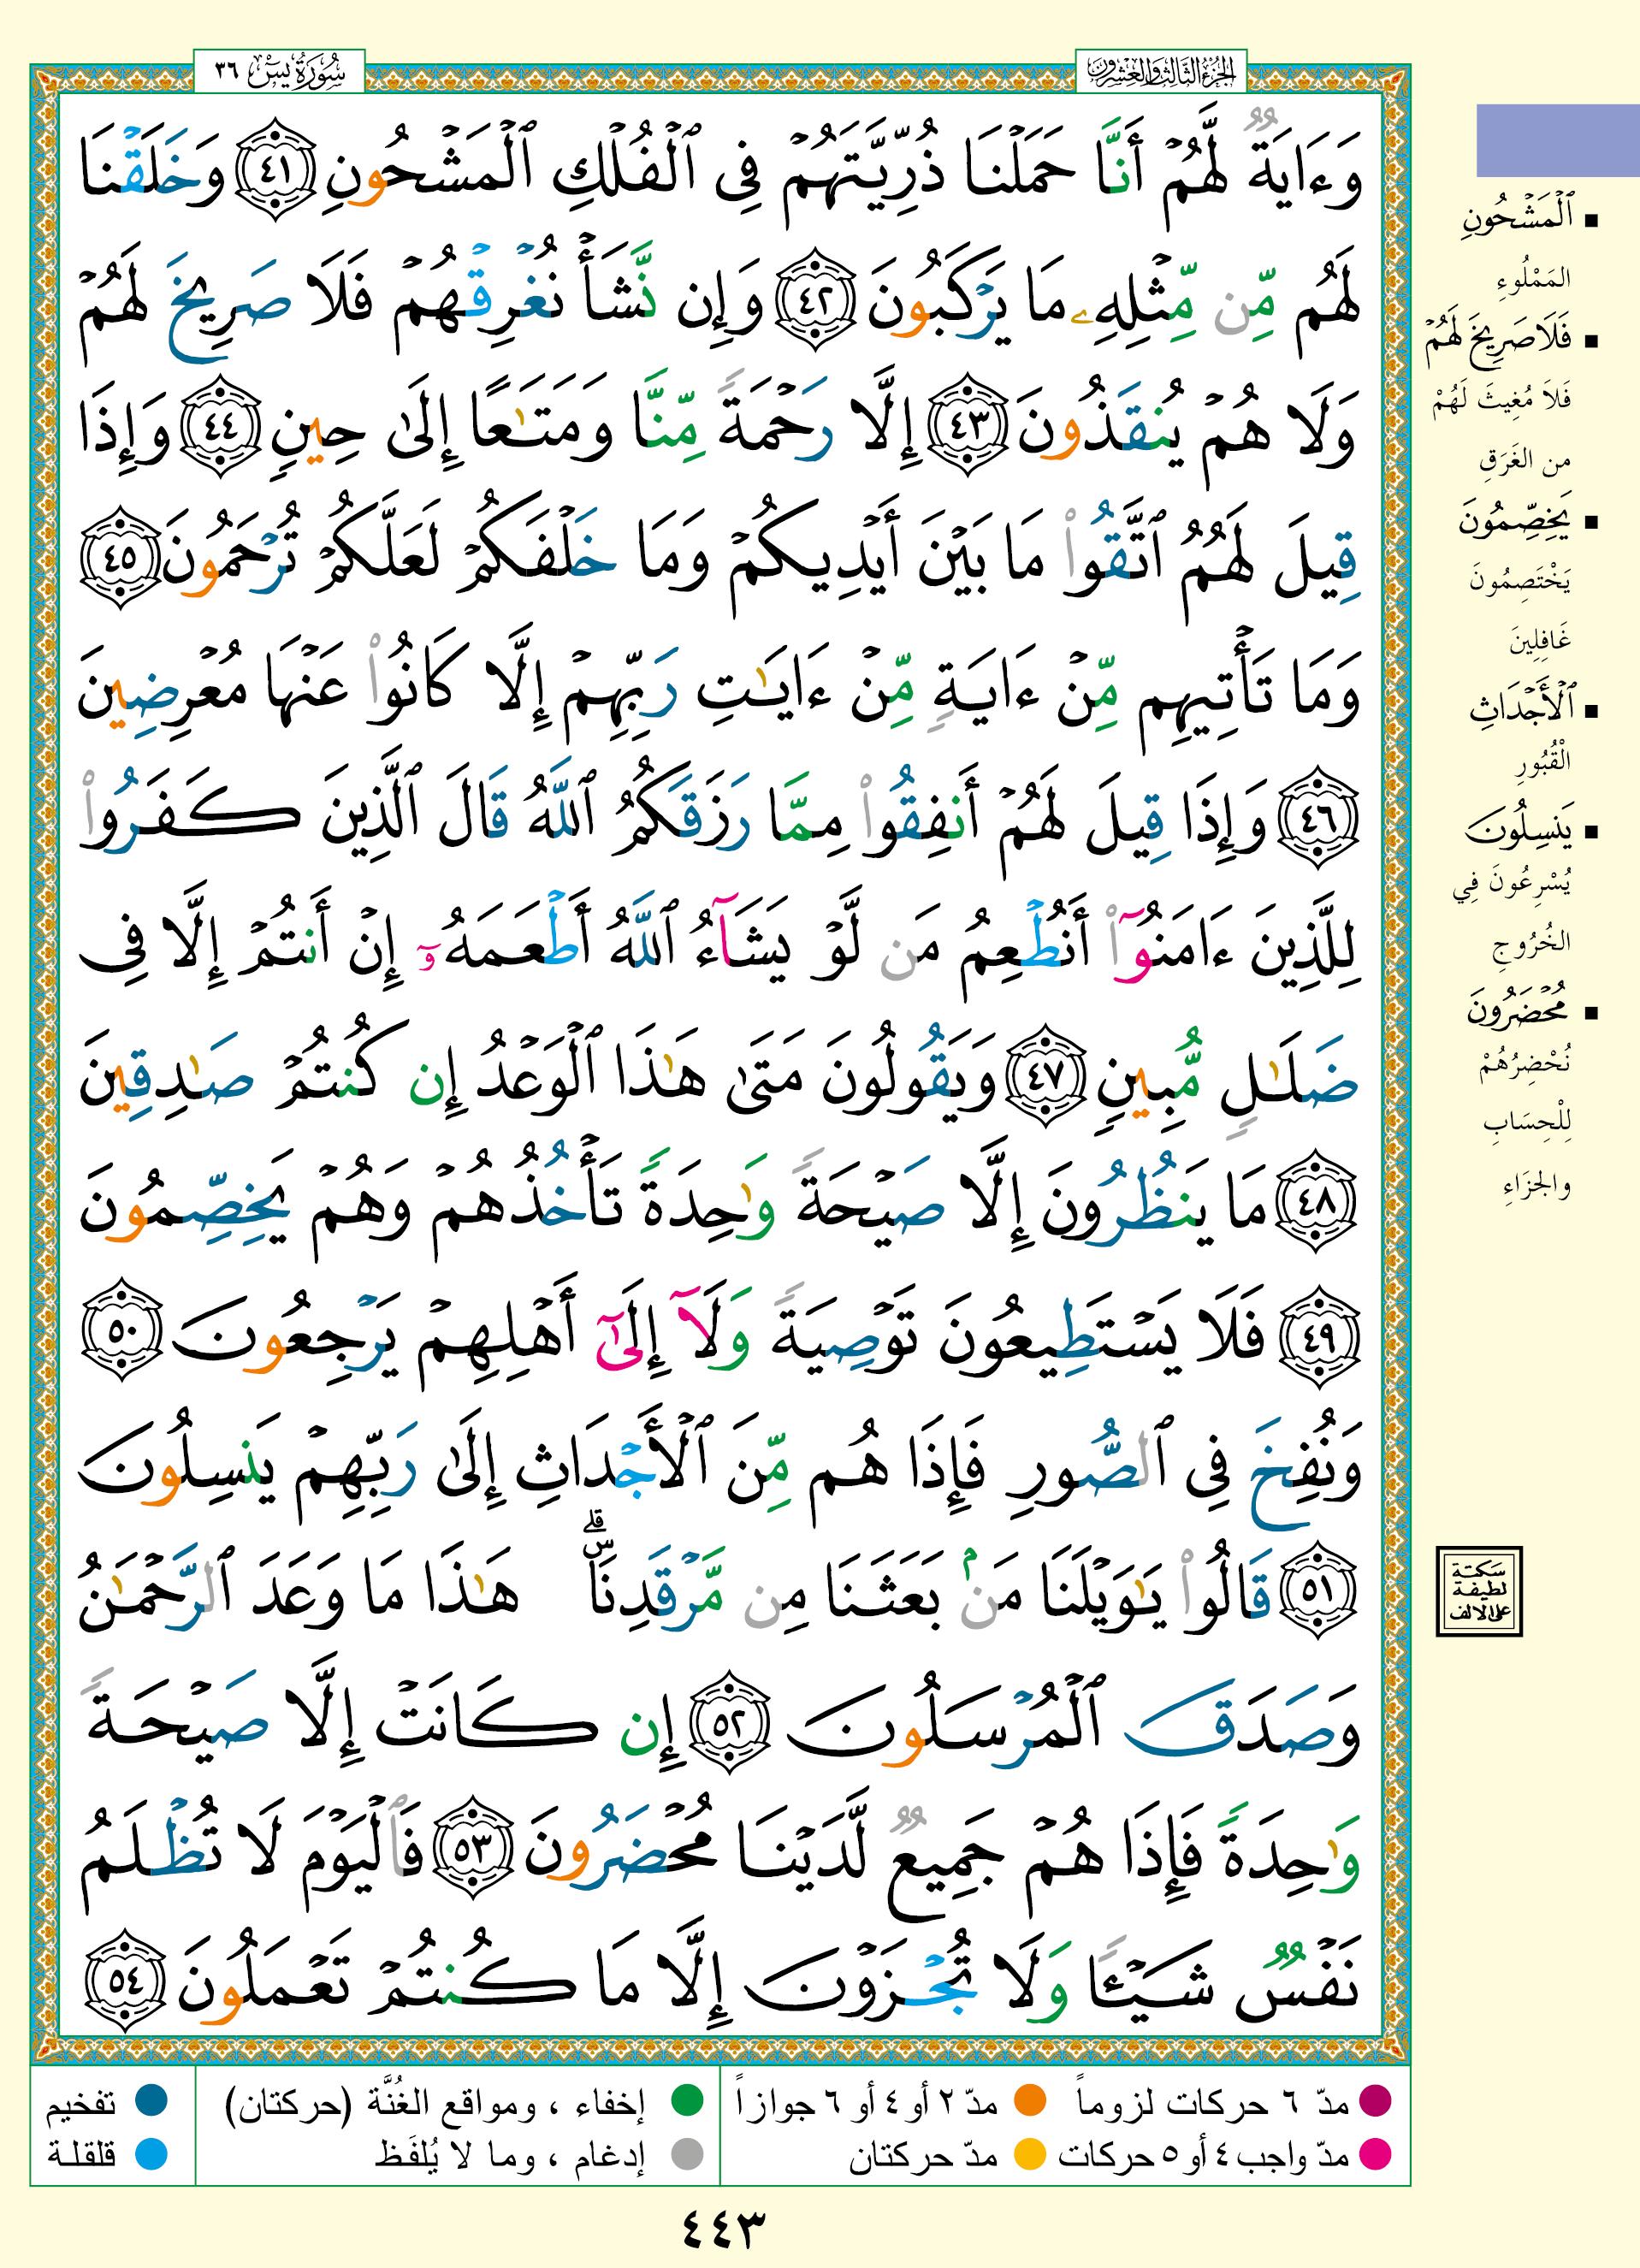 الجزء الثالث والعشرون
سورة يس ٣٦
وَءَايَةٌ لَّهُمْ أَنَّا حَمَلْنَا ذُرِّيَّتَهُمْ فِى ٱلْفُلْكِ ٱلْمَشْحُونِ ٤١ وَخَلَقْنَا
لَهُم مِّن مِّثْلِهِۦ مَا يَرْكَبُونَ ٤٢ وَإِن نَّشَأْ نُغْرِقْهُمْ فَلَا صَرِيخَ لَهُمْ
وَلَا هُمْ يُنقَذُونَ ٤٣ إِلَّا رَحْمَةً مِّنَّا وَمَتَـٰعًا إِلَىٰ حِينٍ ٤٤ وَإِذَا
قِيلَ لَهُمُ ٱتَّقُوا۟ مَا بَيْنَ أَيْدِيكُمْ وَمَا خَلْفَكُمْ لَعَلَّكُمْ تُرْحَمُونَ ٤٥
وَمَا تَأْتِيهِم مِّنْ ءَايَةٍ مِّنْ ءَايَـٰتِ رَبِّهِمْ إِلَّا كَانُوا۟ عَنْهَا مُعْرِضِينَ
٤٦ وَإِذَا قِيلَ لَهُمْ أَنفِقُوا۟ مِمَّا رَزَقَكُمُ ٱللَّهُ قَالَ ٱلَّذِينَ كَفَرُوا۟
لِلَّذِينَ ءَامَنُوٓا۟ أَنُطْعِمُ مَن لَّوْ يَشَآءُ ٱللَّهُ أَطْعَمَهُۥٓ إِنْ أَنتُمْ إِلَّا فِى
ضَلَـٰلٍ مُّبِينٍ ٤٧ وَيَقُولُونَ مَتَىٰ هَـٰذَا ٱلْوَعْدُ إِن كُنتُمْ صَـٰدِقِينَ
٤٨ مَا يَنظُرُونَ إِلَّا صَيْحَةً وَٰحِدَةً تَأْخُذُهُمْ وَهُمْ يَخِصِّمُونَ
٤٩ فَلَا يَسْتَطِيعُونَ تَوْصِيَةً وَلَآ إِلَىٰٓ أَهْلِهِمْ يَرْجِعُونَ ٥٠
وَنُفِخَ فِى ٱلصُّورِ فَإِذَا هُم مِّنَ ٱلْأَجْدَاثِ إِلَىٰ رَبِّهِمْ يَنسِلُونَ
٥١ قَالُوا۟ يَـٰوَيْلَنَا مَنۢ بَعَثَنَا مِن مَّرْقَدِنَا ۜ ۗ هَـٰذَا مَا وَعَدَ ٱلرَّحْمَـٰنُ
وَصَدَقَ ٱلْمُرْسَلُونَ ٥٢ إِن كَانَتْ إِلَّا صَيْحَةً
وَٰحِدَةً فَإِذَا هُمْ جَمِيعٌ لَّدَيْنَا مُحْضَرُونَ ٥٣ فَٱلْيَوْمَ لَا تُظْلَمُ
نَفْسٌ شَيْـًٔا وَلَا تُجْزَوْنَ إِلَّا مَا كُنتُمْ تَعْمَلُونَ ٥٤
■ ٱلْمَشْحُونِ
المَمْلُوءِ
■ فَلَا صَرِيخَ لَهُمْ
فَلاَ مُغِيثَ لَهُمْ
من الغَرَقِ
■ يَخِصِّمُونَ
يَخْتَصِمُونَ
غَافِلِينَ
■ ٱلْأَجْدَاثِ
الْقُبُورِ
■ يَنسِلُونَ
يُسْرِعُونَ فِي
الخُرُوجِ
■ مُحْضَرُونَ
نُحْضِرُهُمْ
لِلْحِسَابِ
والجَزَاءِ
سكتة
لطيفة
على الالف
مدّ ٦ حركات لزوماً مدّ ٢ أو ٤ أو ٦ جوازاً إخفاء ، ومواقع الغُنَّة (حركتان) تفخيم
مدّ واجب ٤ أو ٥ حركات مدّ حركتان إدغام ، وما لا يُلفَظ قلقلة
٤٤٣